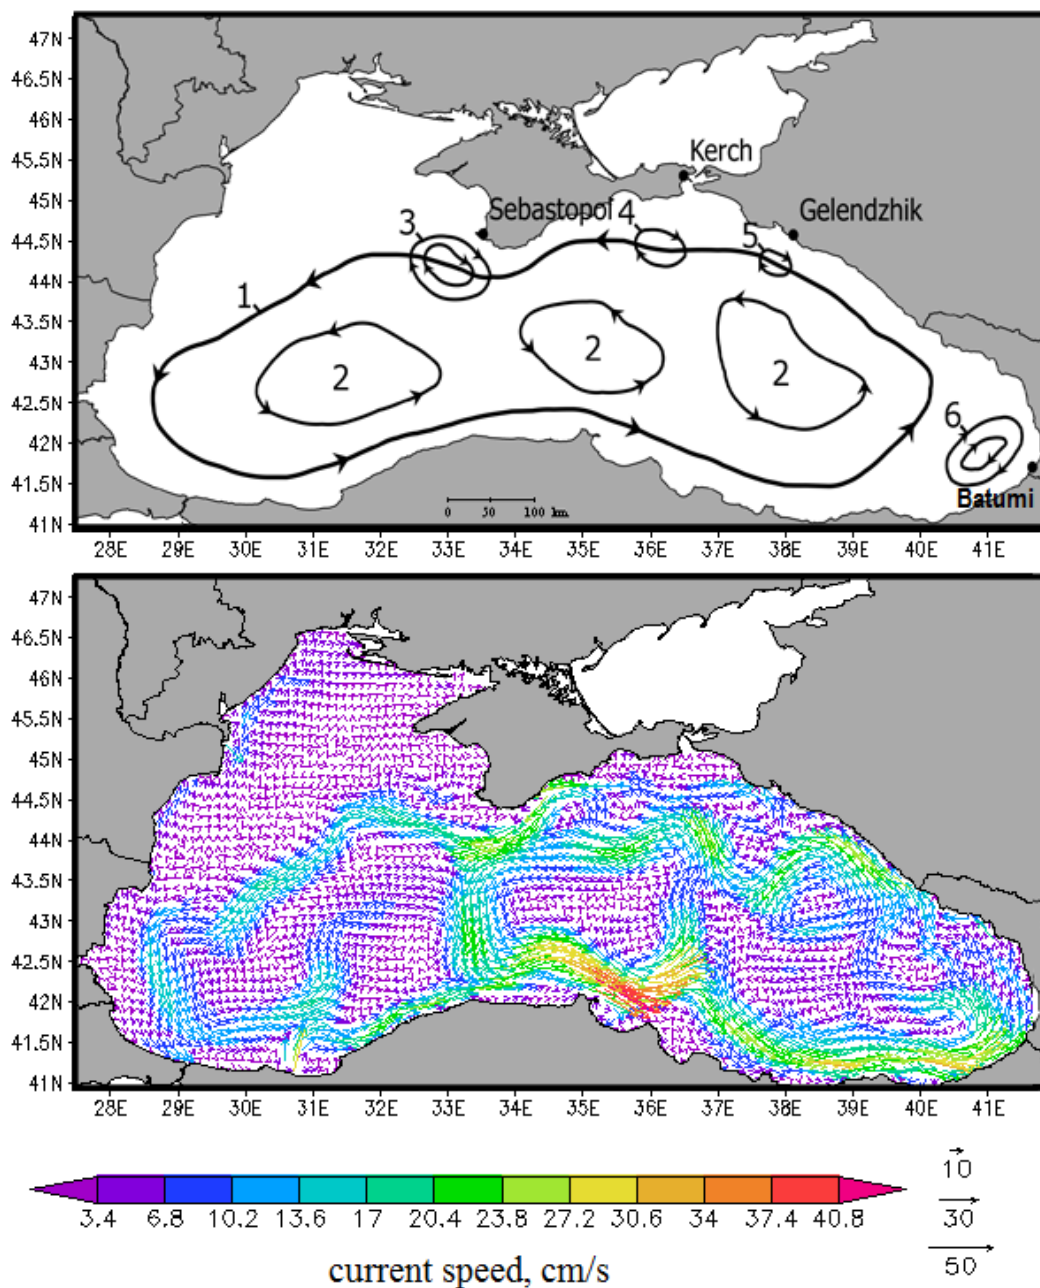 47N
46.5N
46N
45.5N
45N
44.5N
44N
43.5N
43N
42.5N
42N
41.5N
41N
Kerch
Sebastopol
Gelendzhik
Batumi
1
2
2
2
3
4
5
6
0 50 100 km.
28E 29E 30E 31E 32E 33E 34E 35E 36E 37E 38E 39E 40E 41E
47N
46.5N
46N
45.5N
45N
44.5N
44N
43.5N
43N
42.5N
42N
41.5N
41N
28E 29E 30E 31E 32E 33E 34E 35E 36E 37E 38E 39E 40E 41E
3.4 6.8 10.2 13.6 17 20.4 23.8 27.2 30.6 34 37.4 40.8
10
30
50
current speed, cm/s